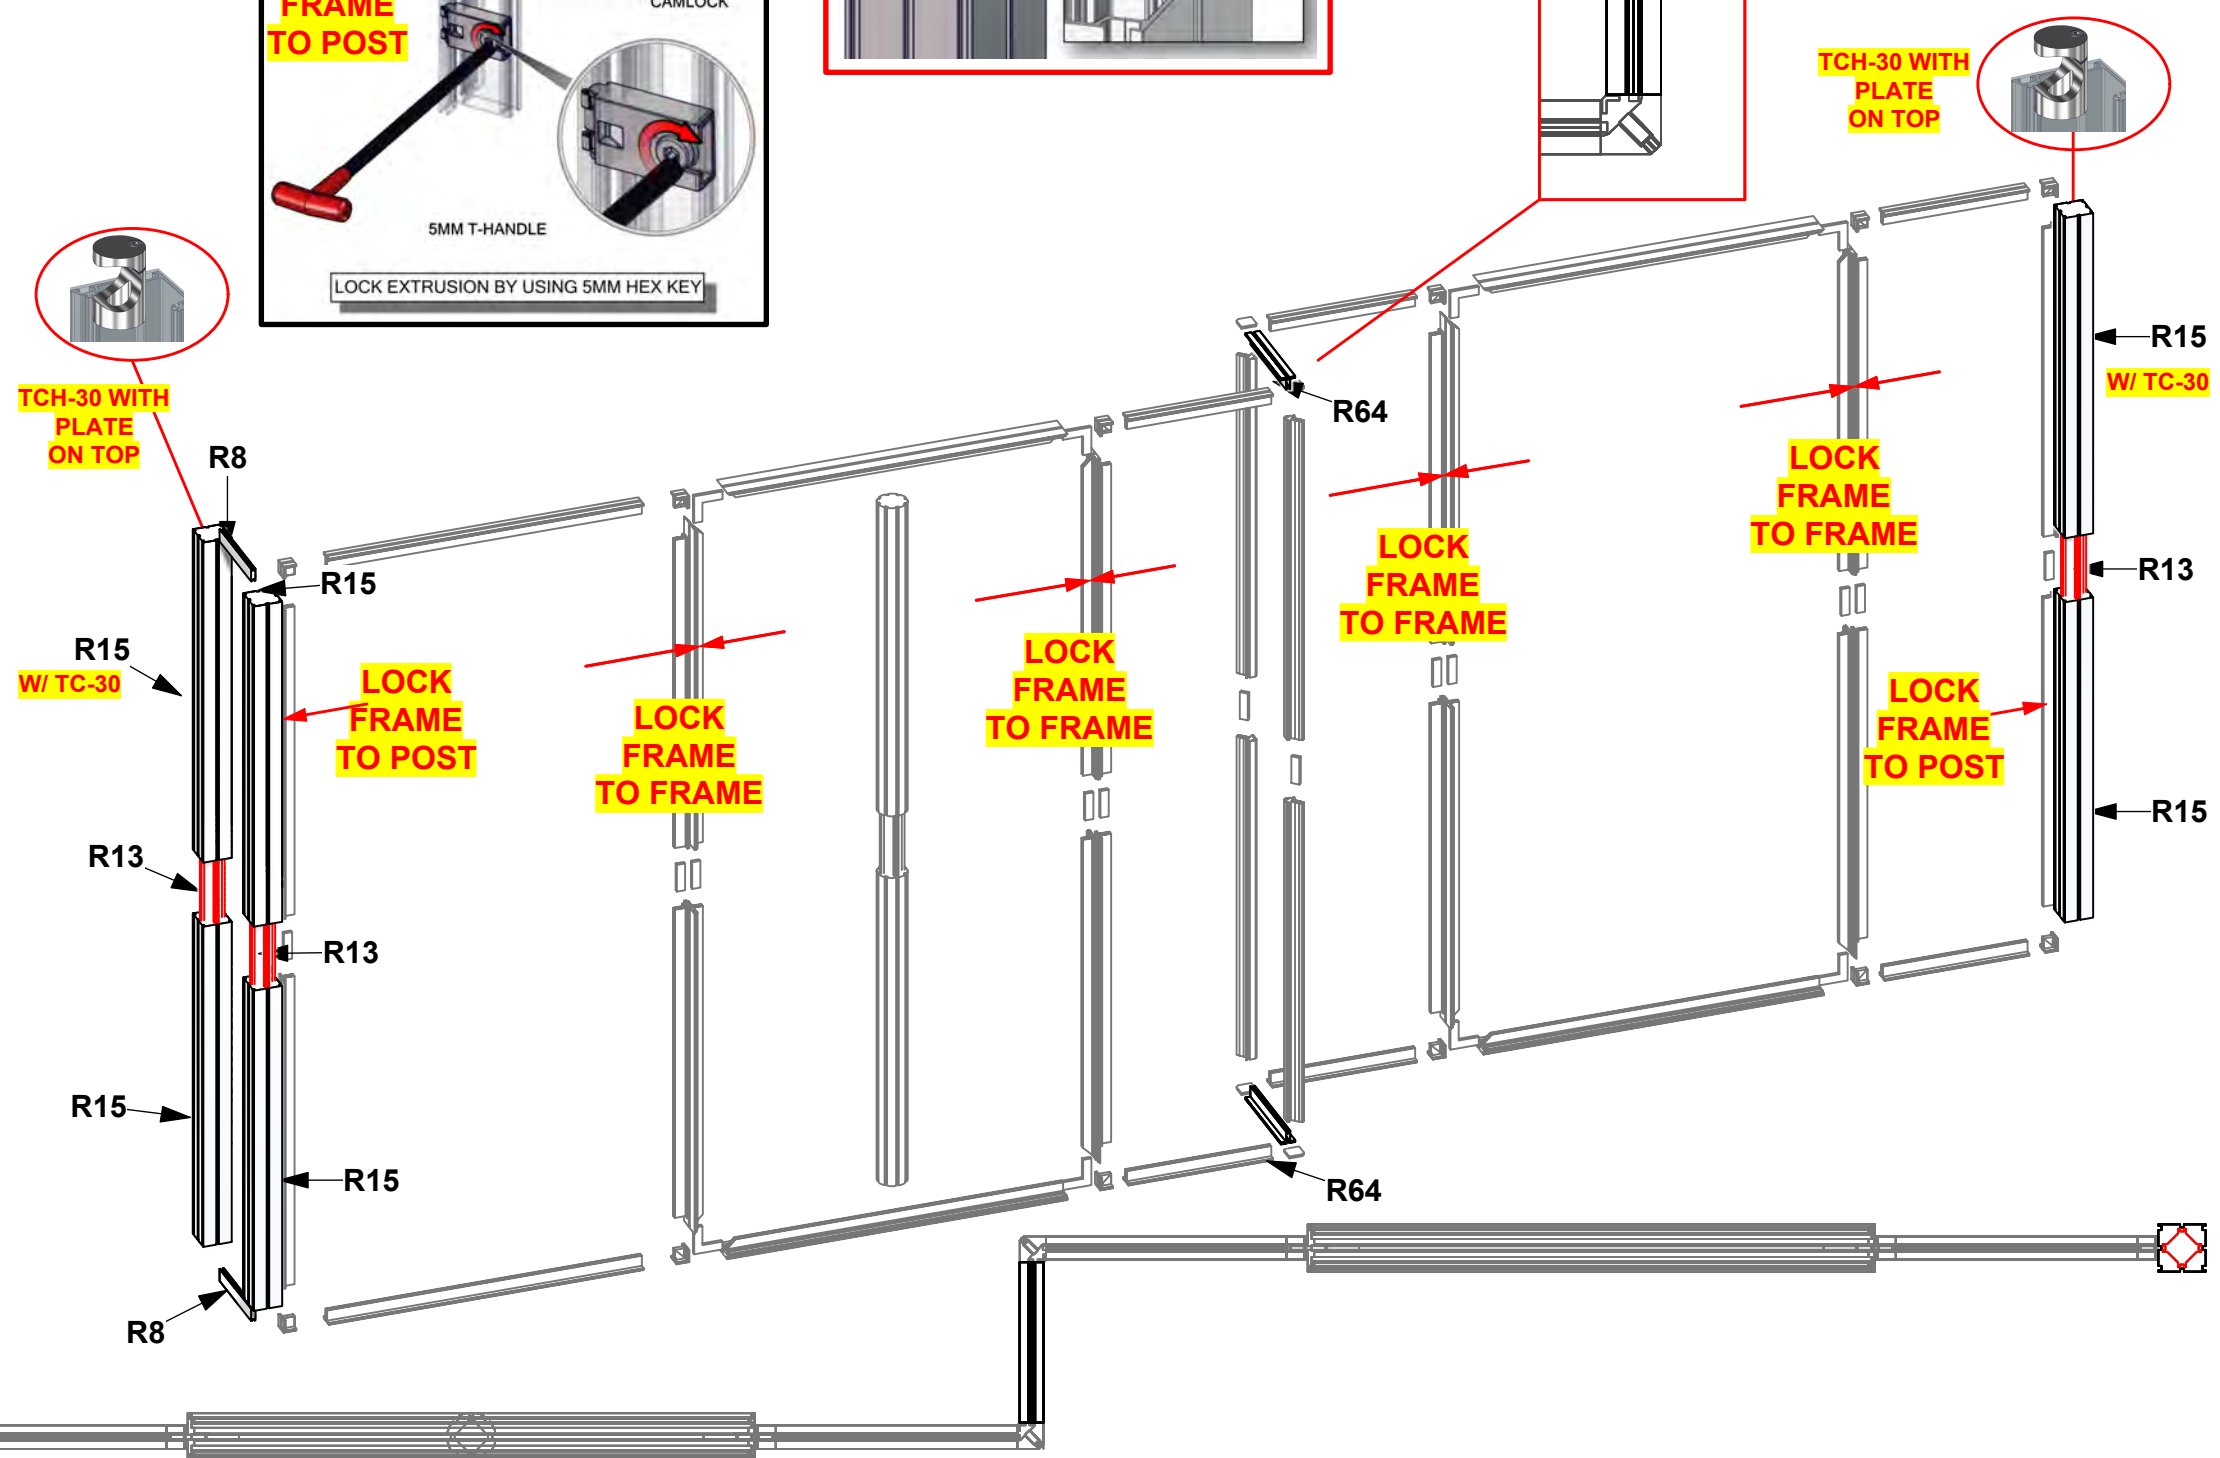 FRAME
TO POST
CAMLOCK
5MM T-HANDLE
LOCK EXTRUSION BY USING 5MM HEX KEY
TCH-30 WITH
PLATE
ON TOP
TCH-30 WITH
PLATE
ON TOP
R8
R15
R15
W/ TC-30
LOCK
FRAME
TO POST
R13
R13
R15
R15
R8
LOCK
FRAME
TO FRAME
LOCK
FRAME
TO FRAME
R64
R64
LOCK
FRAME
TO FRAME
LOCK
FRAME
TO FRAME
R15
W/ TC-30
R13
LOCK
FRAME
TO POST
R15